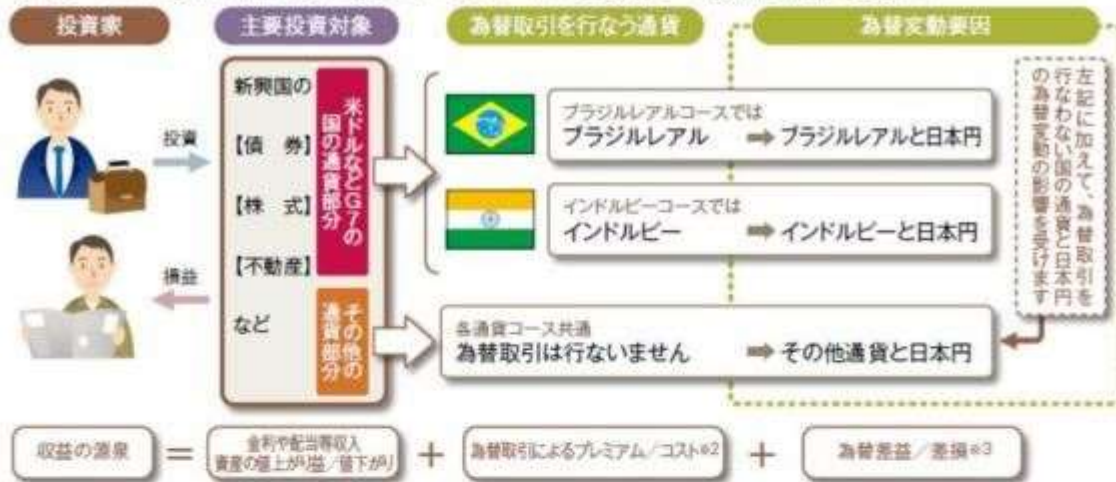 投資家
主要投資対象
為替取引を行なう通貨
為替変動要因
投資
損益
新興国の
【債 券】
【株 式】
【不動産】
など
米ドルなどG7の
国の通貨部分
その他の
通貨部分
ブラジルレアルコースでは
ブラジルレアル ➡ ブラジルレアルと日本円
インドルピーコースでは
インドルピー ➡ インドルピーと日本円
各通貨コース共通
為替取引は行ないません ➡ その他通貨と日本円
左記に加えて、為替取引を
行なわない国の通貨と日本円
の為替変動の影響を受けます
収益の源泉
=
金利や配当等収入
資産の値上がり益/値下がり
+
為替取引によるプレミアム/コスト※2
+
為替差益/差損※3